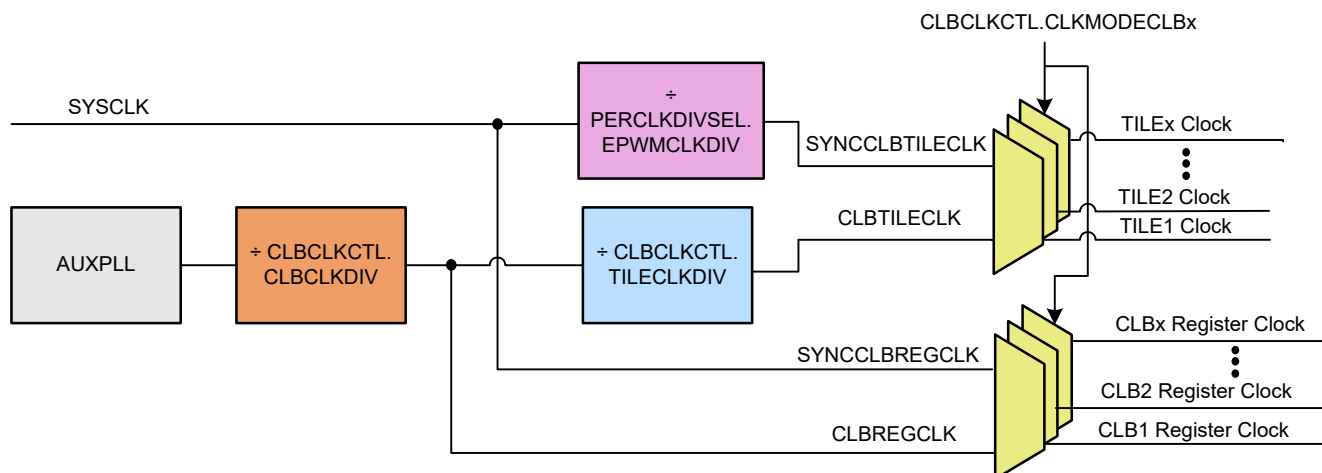 CLBCLKCTL.CLKMODECLBx
SYSCLK
÷
PERCLKDIVSEL.
EPWMCLKDIV
SYNCCLBTILECLK
TILEx Clock
AUXPLL
÷ CLBCLKCTL.
CLBCLKDIV
÷ CLBCLKCTL.
TILECLKDIV
CLBTILECLK
TILE2 Clock
TILE1 Clock
SYNCCLBREGCLK
CLBx Register Clock
CLB2 Register Clock
CLBREGCLK
CLB1 Register Clock